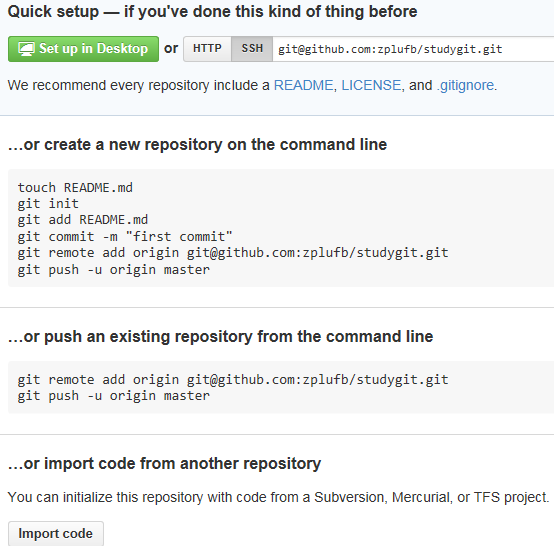 Quick setup — if you've done this kind of thing before
Set up in Desktop or HTTP SSH git@github.com:zplufb/studygit.git
We recommend every repository include a README, LICENSE, and .gitignore.
…or create a new repository on the command line
touch README.md
git init
git add README.md
git commit -m "first commit"
git remote add origin git@github.com:zplufb/studygit.git
git push -u origin master
…or push an existing repository from the command line
git remote add origin git@github.com:zplufb/studygit.git
git push -u origin master
…or import code from another repository
You can initialize this repository with code from a Subversion, Mercurial, or TFS project.
Import code